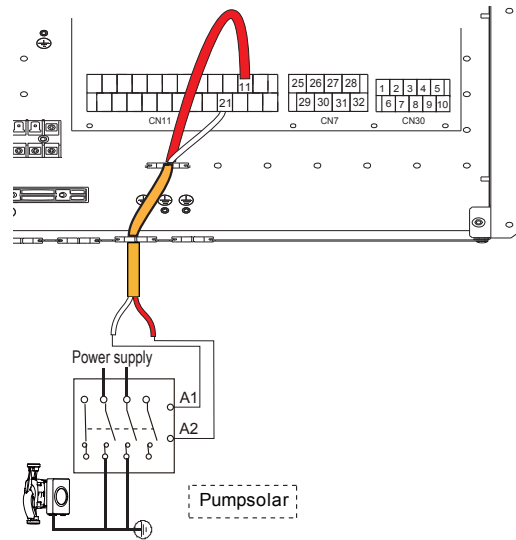 11 25 26 27 28 1 2 3 4 5
21 29 30 31 32 6 7 8 9 10
CN11 CN7 CN30
Power supply
A1
A2
Pumpsolar